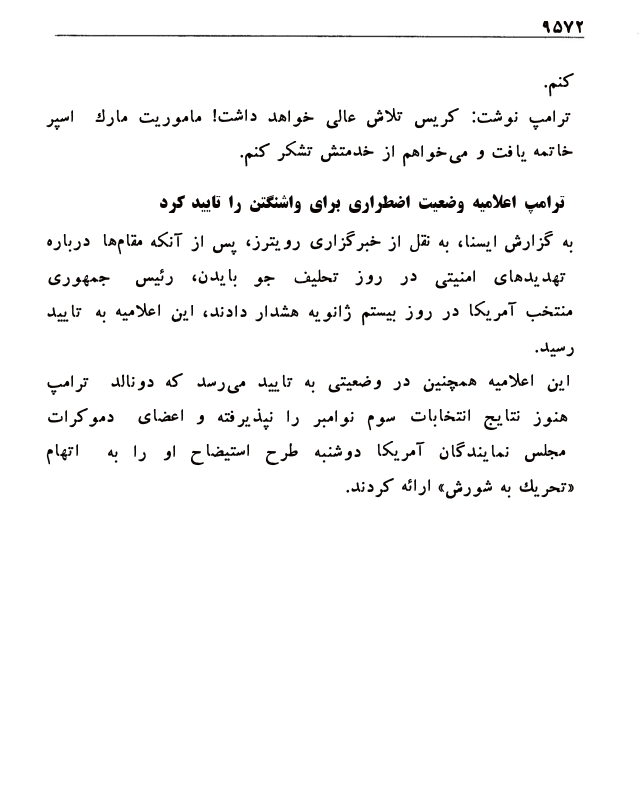 ۹۵۷۲
کنم.
ترامپ نوشت: کریس تلاش عالی خواهد داشت! ماموریت مارك اسپر
خاتمه یافت و می‌خواهم از خدمتش تشکر کنم.
ترامپ اعلامیه وضعیت اضطراری برای واشنگتن را تایید کرد
به گزارش ایسنا، به نقل از خبرگزاری رویترز، پس از آنکه مقام‌ها درباره
تهدیدهای امنیتی در روز تحلیف جو بایدن، رئیس جمهوری
منتخب آمریکا در روز بیستم ژانویه هشدار دادند، این اعلامیه به تایید
رسید.
این اعلامیه همچنین در وضعیتی به تایید می‌رسد که دونالد ترامپ
هنوز نتایج انتخابات سوم نوامبر را نپذیرفته و اعضای دموکرات
مجلس نمایندگان آمریکا دوشنبه طرح استیضاح او را به اتهام
«تحریك به شورش» ارائه کردند.